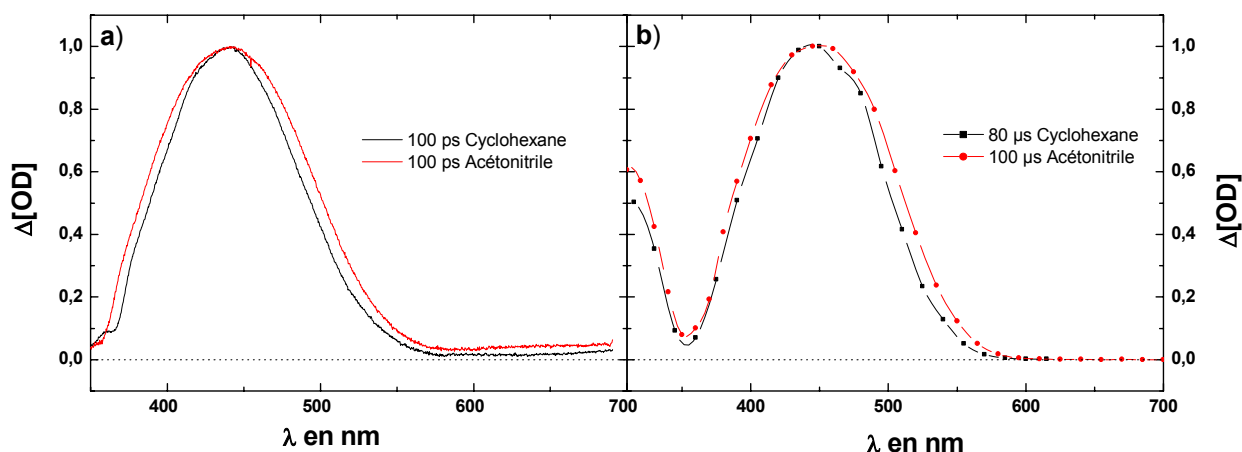 a)
1,0
0,8
0,6
0,4
0,2
0,0
Δ[OD]
100 ps Cyclohexane
100 ps Acétonitrile
400
500
600
700
λ en nm
b)
80 µs Cyclohexane
100 µs Acétonitrile
1,0
0,8
0,6
0,4
0,2
0,0
Δ[OD]
400
500
600
700
λ en nm